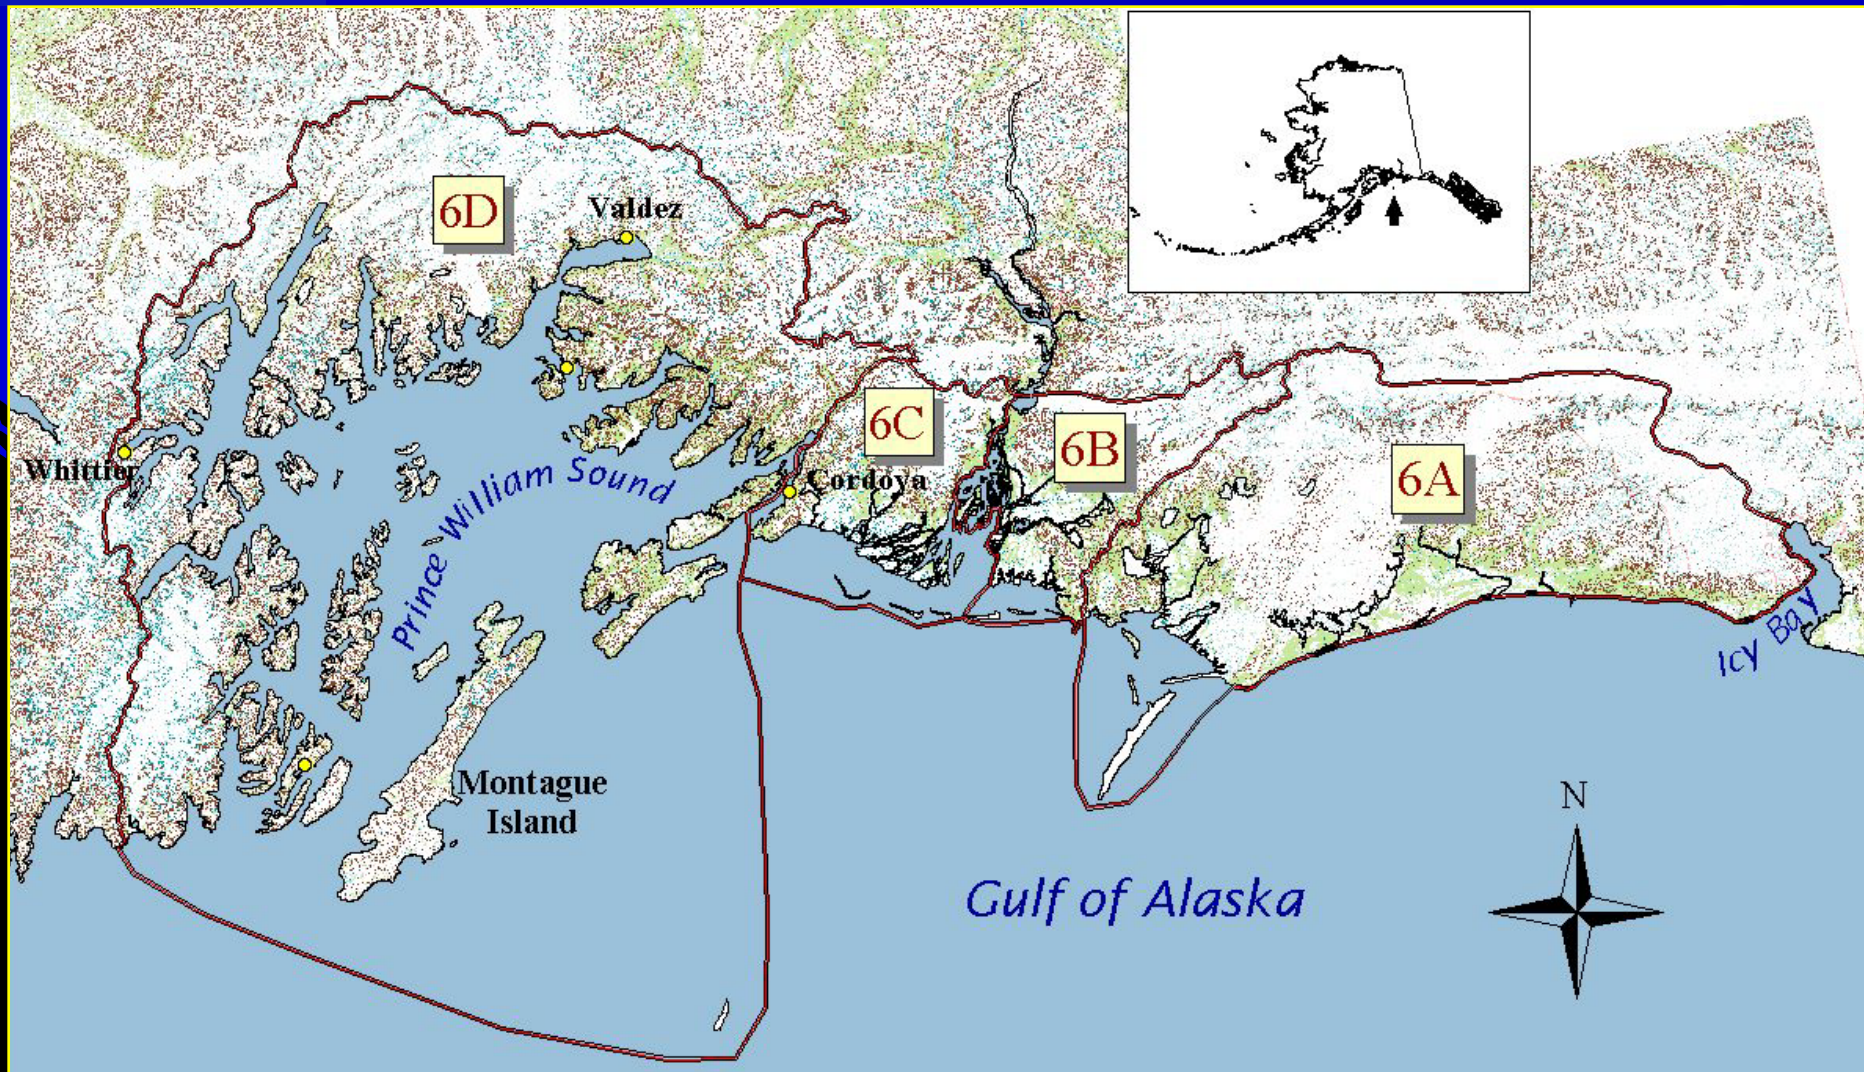 6D
Valdez
6C
6B
6A
Whittier
Cordova
Prince William Sound
Icy Bay
Montague
Island
N
Gulf of Alaska